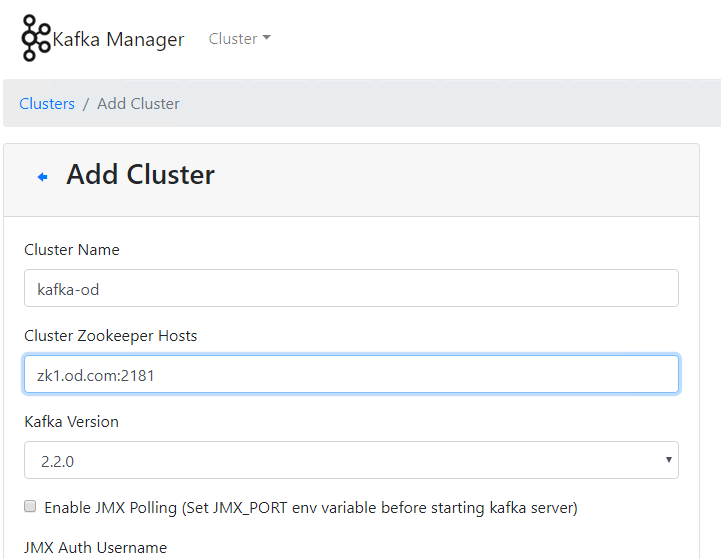 Kafka Manager Cluster
Clusters / Add Cluster
Add Cluster
Cluster Name
kafka-od
Cluster Zookeeper Hosts
zk1.od.com:2181
Kafka Version
2.2.0
Enable JMX Polling (Set JMX_PORT env variable before starting kafka server)
JMX Auth Username